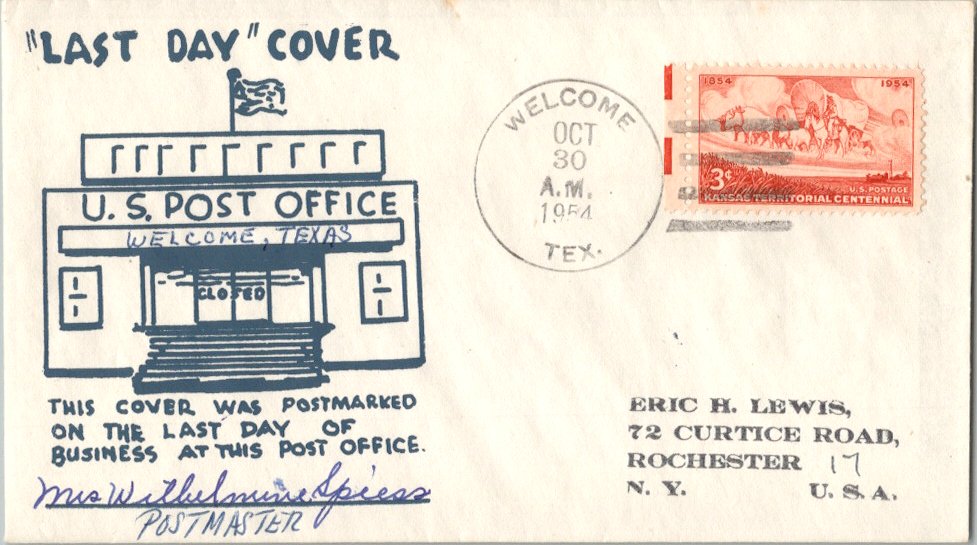 "LAST DAY" COVER
U. S. POST OFFICE
WELCOME, TEXAS
CLOSED
THIS COVER WAS POSTMARKED
ON THE LAST DAY OF
BUSINESS AT THIS POST OFFICE.
Mrs Wilhelmine Spiess
POSTMASTER
WELCOME
OCT
30
A.M.
1954
TEX.
1854 1954
3¢
U.S. POSTAGE
KANSAS TERRITORIAL CENTENNIAL
ERIC H. LEWIS,
72 CURTICE ROAD,
ROCHESTER 17
N. Y. U. S. A.